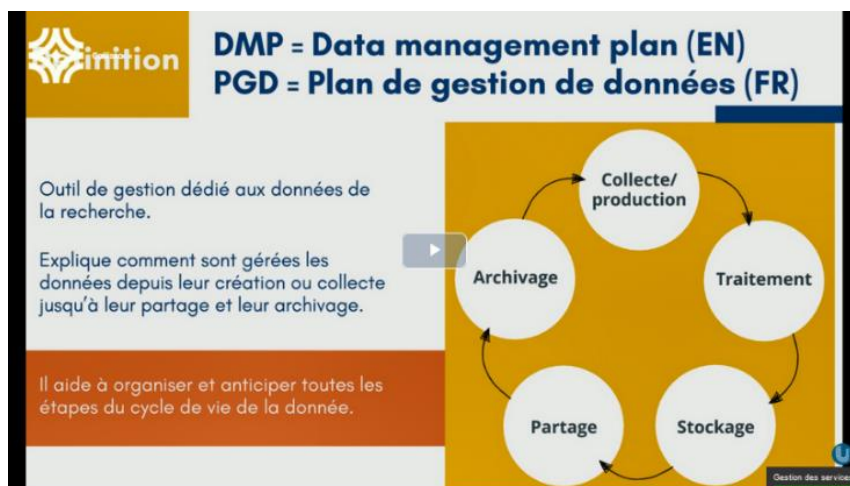 inition
DMP = Data management plan (EN)
PGD = Plan de gestion de données (FR)
Outil de gestion dédié aux données de
la recherche.
Explique comment sont gérées les
données depuis leur création ou collecte
jusqu'à leur partage et leur archivage.
Il aide à organiser et anticiper toutes les
étapes du cycle de vie de la donnée.
Collecte/
production
Traitement
Stockage
Partage
Archivage
Gestion des services